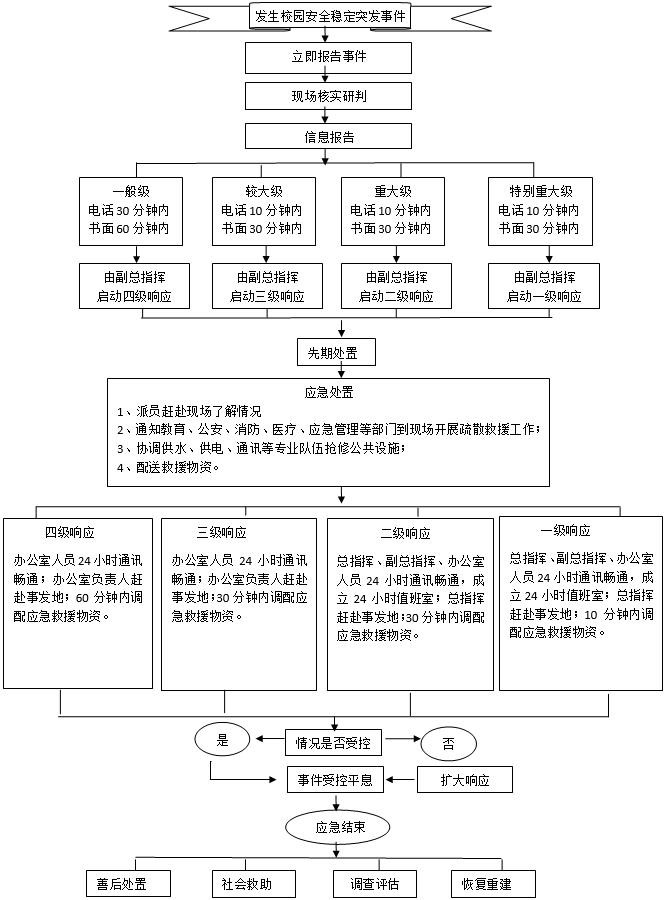 发生校园安全稳定突发事件
立即报告事件
现场核实研判
信息报告
一般级
电话30分钟内
书面60分钟内
较大级
电话10分钟内
书面30分钟内
重大级
电话10分钟内
书面30分钟内
特别重大级
电话10分钟内
书面30分钟内
由副总指挥
启动四级响应
由副总指挥
启动三级响应
由副总指挥
启动二级响应
由副总指挥
启动一级响应
先期处置
应急处置
1、派员赶赴现场了解情况
2、通知教育、公安、消防、医疗、应急管理等部门到现场开展疏散救援工作；
3、协调供水、供电、通讯等专业队伍抢修公共设施；
4、配送救援物资。
四级响应
办公室人员24小时通讯
畅通；办公室负责人赶
赴事发地；60分钟内调
配应急救援物资。
三级响应
办公室人员 24 小时通讯
畅通；办公室负责人赶赴
事发地；30分钟内调配应
急救援物资。
二级响应
总指挥、副总指挥、办公室
人员24小时通讯畅通，成
立24小时值班室；总指挥
赶赴事发地；30分钟内调配
应急救援物资。
一级响应
总指挥、副总指挥、办公室
人员24小时通讯畅通，成
立24小时值班室；总指挥
赶赴事发地；10 分钟内调
配应急救援物资。
是
情况是否受控
否
事件受控平息
扩大响应
应急结束
善后处置
社会救助
调查评估
恢复重建